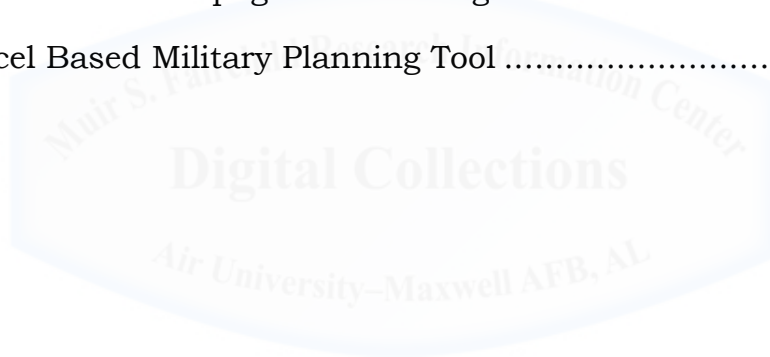 cel Based Military Planning Tool ..........................
Muir S. Fairchild Research Information Center
Digital Collections
Air University–Maxwell AFB, AL